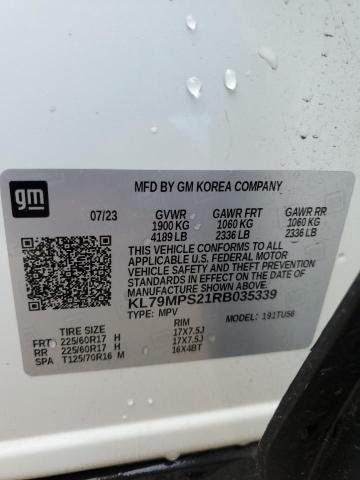 gm
MFD BY GM KOREA COMPANY
07/23 GVWR GAWR FRT GAWR RR
1900 KG 1060 KG 1060 KG
4189 LB 2336 LB 2336 LB
THIS VEHICLE CONFORMS TO ALL
APPLICABLE U.S. FEDERAL MOTOR
VEHICLE SAFETY AND THEFT PREVENTION
STANDARDS IN EFFECT ON THE DATE OF
MANUFACTURE SHOWN ABOVE.
KL79MPS21RB035339
TYPE: MPV MODEL: 191TU56
TIRE SIZE RIM
FRT 225/60R17 H 17X7.5J
RR 225/60R17 H 17X7.5J
SPA T125/70R16 M 16X4BT